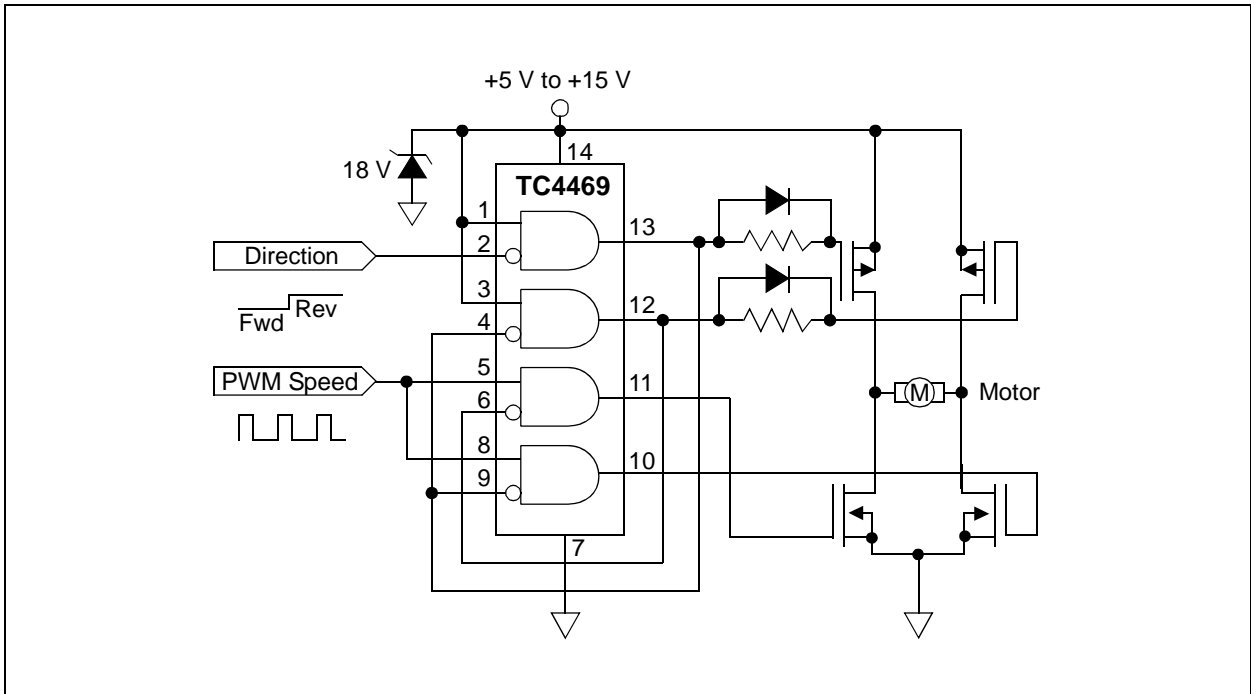 +5 V to +15 V
14
18 V
TC4469
1
13
2
Direction
3
12
Fwd
Rev
4
5
PWM Speed
11
6
M
Motor
8
10
9
7